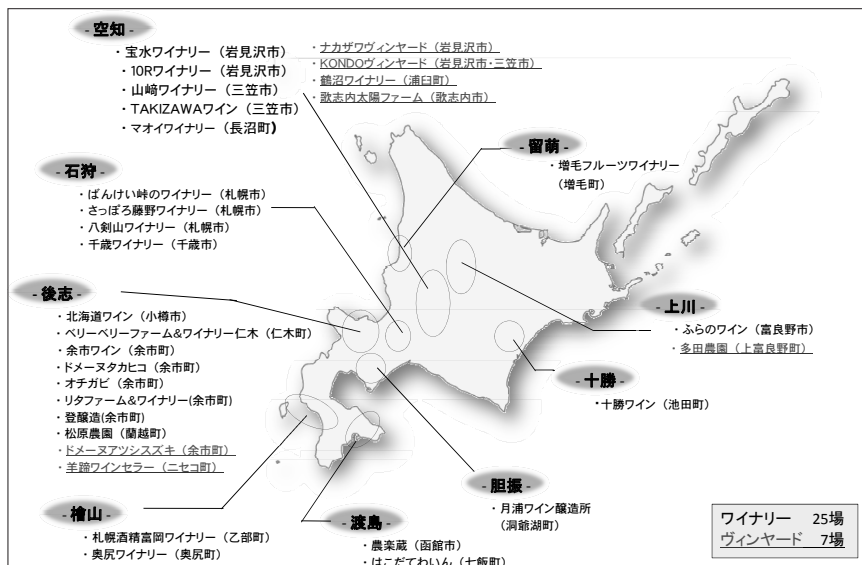 - 空知 -
・宝水ワイナリー（岩見沢市）
・10Rワイナリー（岩見沢市）
・山﨑ワイナリー（三笠市）
・TAKIZAWAワイン（三笠市）
・マオイワイナリー（長沼町）
・ナカザワヴィンヤード（岩見沢市）
・KONDOヴィンヤード（岩見沢市・三笠市）
・鶴沼ワイナリー（浦臼町）
・歌志内太陽ファーム（歌志内市）
- 留萌 -
・増毛フルーツワイナリー
（増毛町）
- 石狩 -
・ばんけい峠のワイナリー（札幌市）
・さっぽろ藤野ワイナリー（札幌市）
・八剣山ワイナリー（札幌市）
・千歳ワイナリー（千歳市）
- 後志 -
・北海道ワイン（小樽市）
・ベリーベリーファーム&ワイナリー仁木（仁木町）
・余市ワイン（余市町）
・ドメーヌタカヒコ（余市町）
・オチガビ（余市町）
・リタファーム&ワイナリー(余市町)
・登醸造(余市町)
・松原農園（蘭越町）
・ドメーヌアツシスズキ（余市町）
・羊蹄ワインセラー（ニセコ町）
- 上川 -
・ふらのワイン（富良野市）
・多田農園（上富良野町）
- 十勝 -
・十勝ワイン（池田町）
- 胆振 -
・月浦ワイン醸造所
（洞爺湖町）
- 檜山 -
・札幌酒精富岡ワイナリー（乙部町）
・奥尻ワイナリー（奥尻町）
- 渡島 -
・農楽蔵（函館市）
・はこだてわいん（七飯町）
ワイナリー 25場
ヴィンヤード 7場